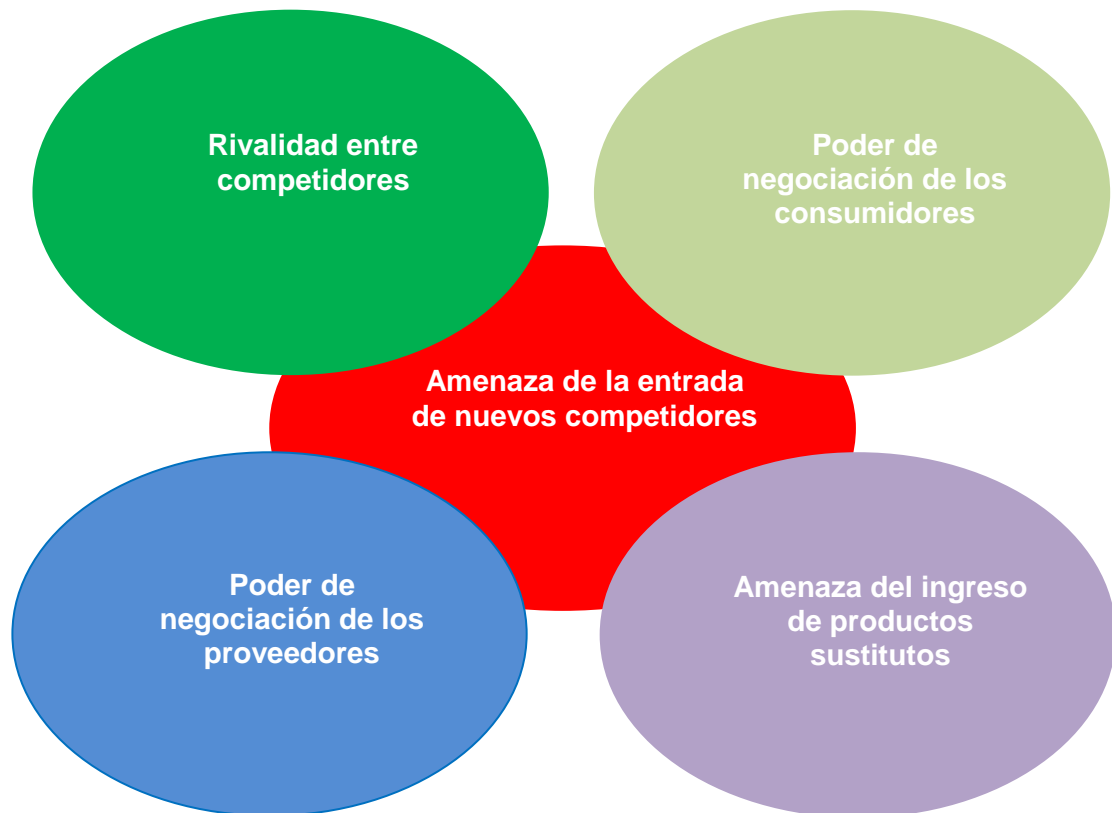 Rivalidad entre
competidores
Poder de
negociación de los
consumidores
Amenaza de la entrada
de nuevos competidores
Poder de
negociación de los
proveedores
Amenaza del ingreso
de productos
sustitutos